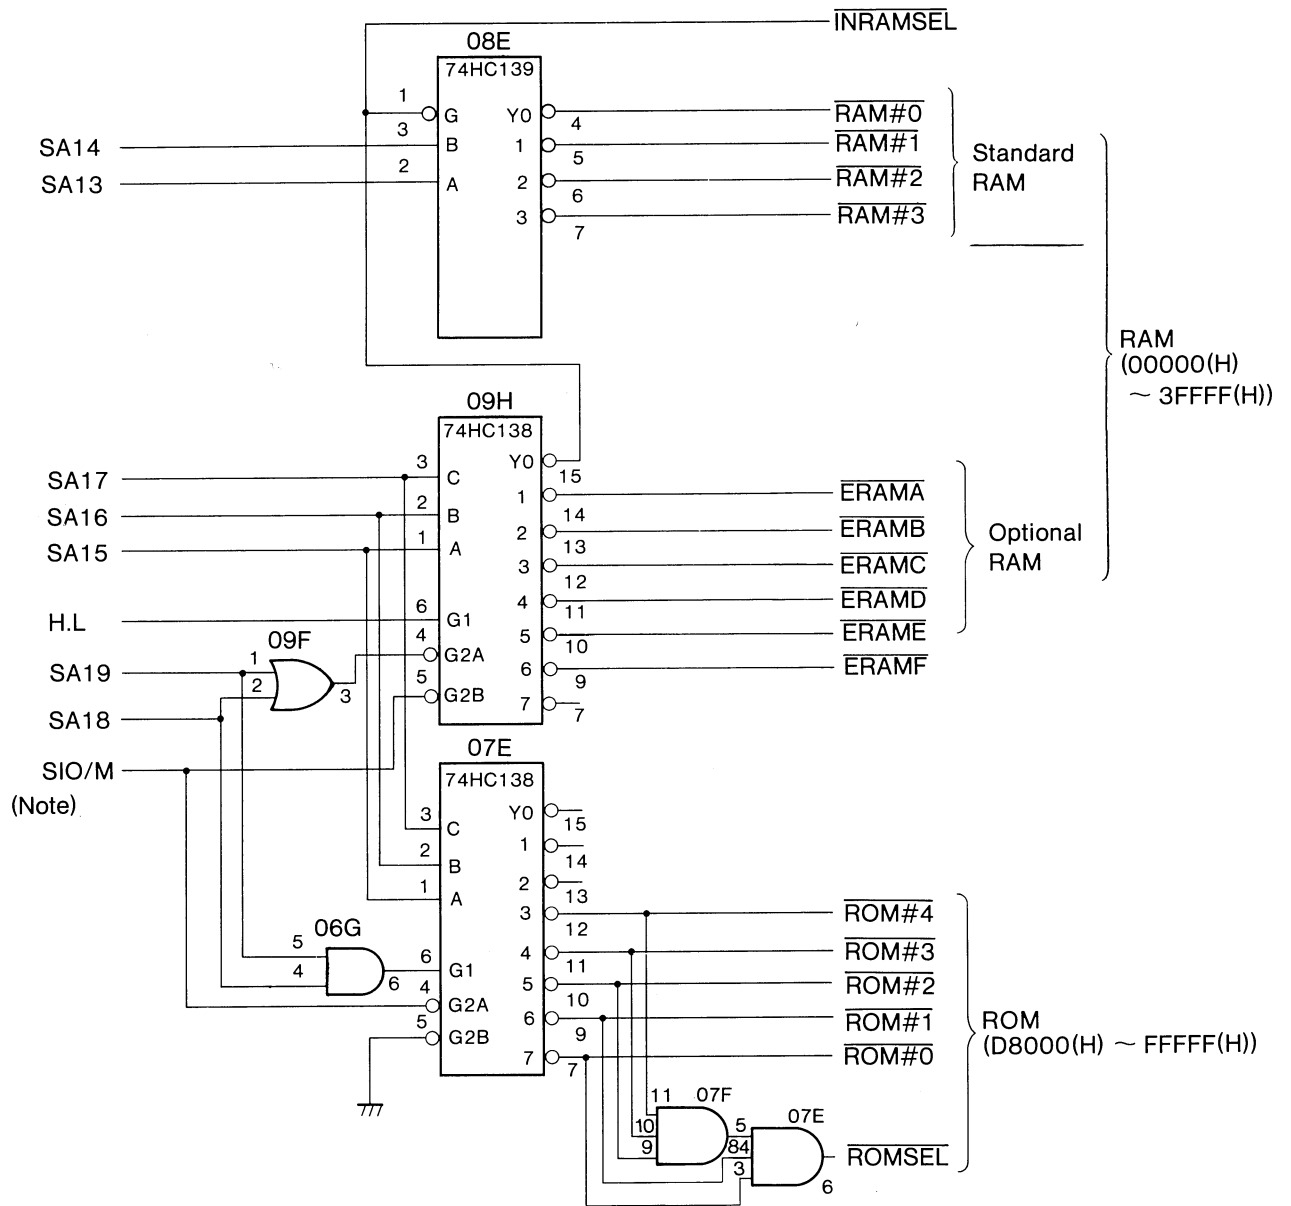 INRAMSEL
08E
74HC139
1
G
Y0
4
RAM#0
SA14
3
B
1
5
RAM#1
SA13
2
A
2
6
RAM#2
3
7
RAM#3
Standard
RAM
RAM
(00000(H)
~ 3FFFF(H))
09H
74HC138
Y0
15
SA17
3
C
1
14
ERAMA
SA16
2
B
2
13
ERAMB
SA15
1
A
3
12
ERAMC
4
11
ERAMD
H.L
6
G1
5
10
ERAME
09F
4
G2A
6
9
ERAMF
SA19
1
2
3
5
G2B
7
7
SA18
Optional
RAM
SIO/M
(Note)
07E
74HC138
Y0
15
3
C
1
14
2
B
2
13
1
A
3
12
ROM#4
06G
5
4
6
6
G1
4
11
ROM#3
4
G2A
5
10
ROM#2
5
G2B
6
9
ROM#1
7
7
ROM#0
ROM
(D8000(H) ~ FFFFF(H))
07F
11
10
9
8
07E
5
4
3
6
ROMSEL